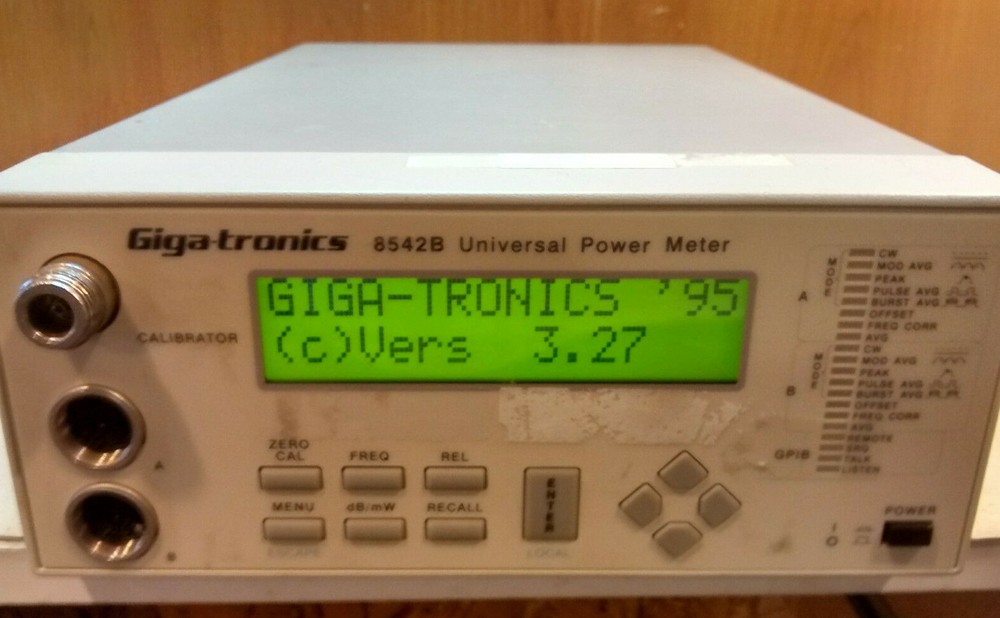 Giga-tronics 8542B Universal Power Meter
GIGA-TRONICS '95
(c)Vers 3.27
CALIBRATOR
A
B
ZERO
CAL
FREQ
REL
MENU
dB/mW
RECALL
ESCAPE
ENTER
LOCAL
A
MODE
CW
MOD AVG
PEAK
PULSE AVG
BURST AVG
OFFSET
FREQ CORR
AVG
B
MODE
CW
MOD AVG
PEAK
PULSE AVG
BURST AVG
OFFSET
FREQ CORR
AVG
GPIB
REMOTE
SRQ
TALK
LISTEN
POWER
I
O